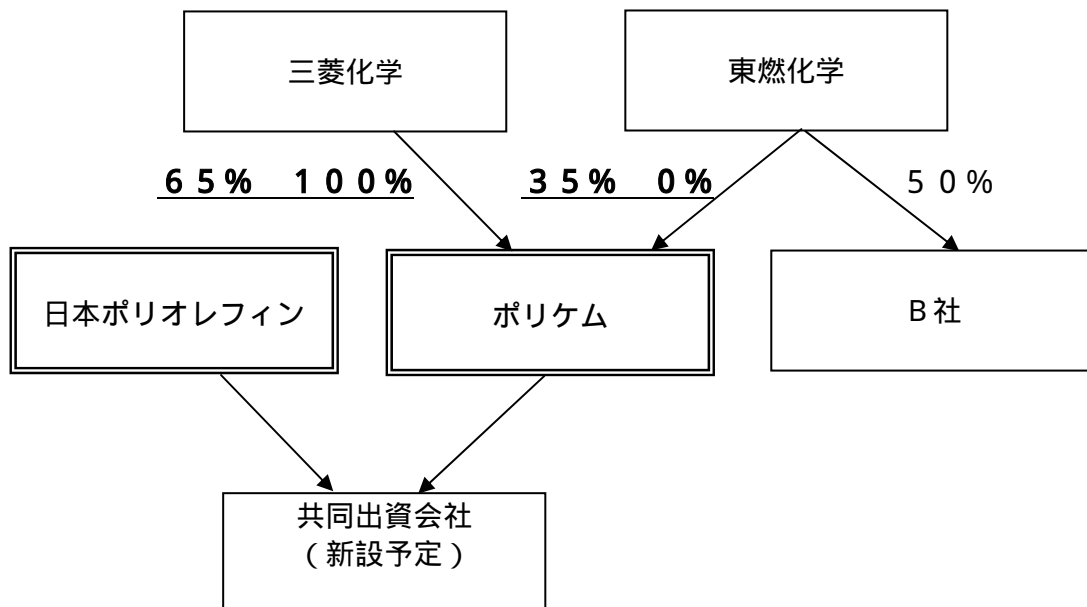 三菱化学
東燃化学
６５％　１００％
３５％　０％
５０％
日本ポリオレフィン
ポリケム
Ｂ社
共同出資会社
（新設予定）